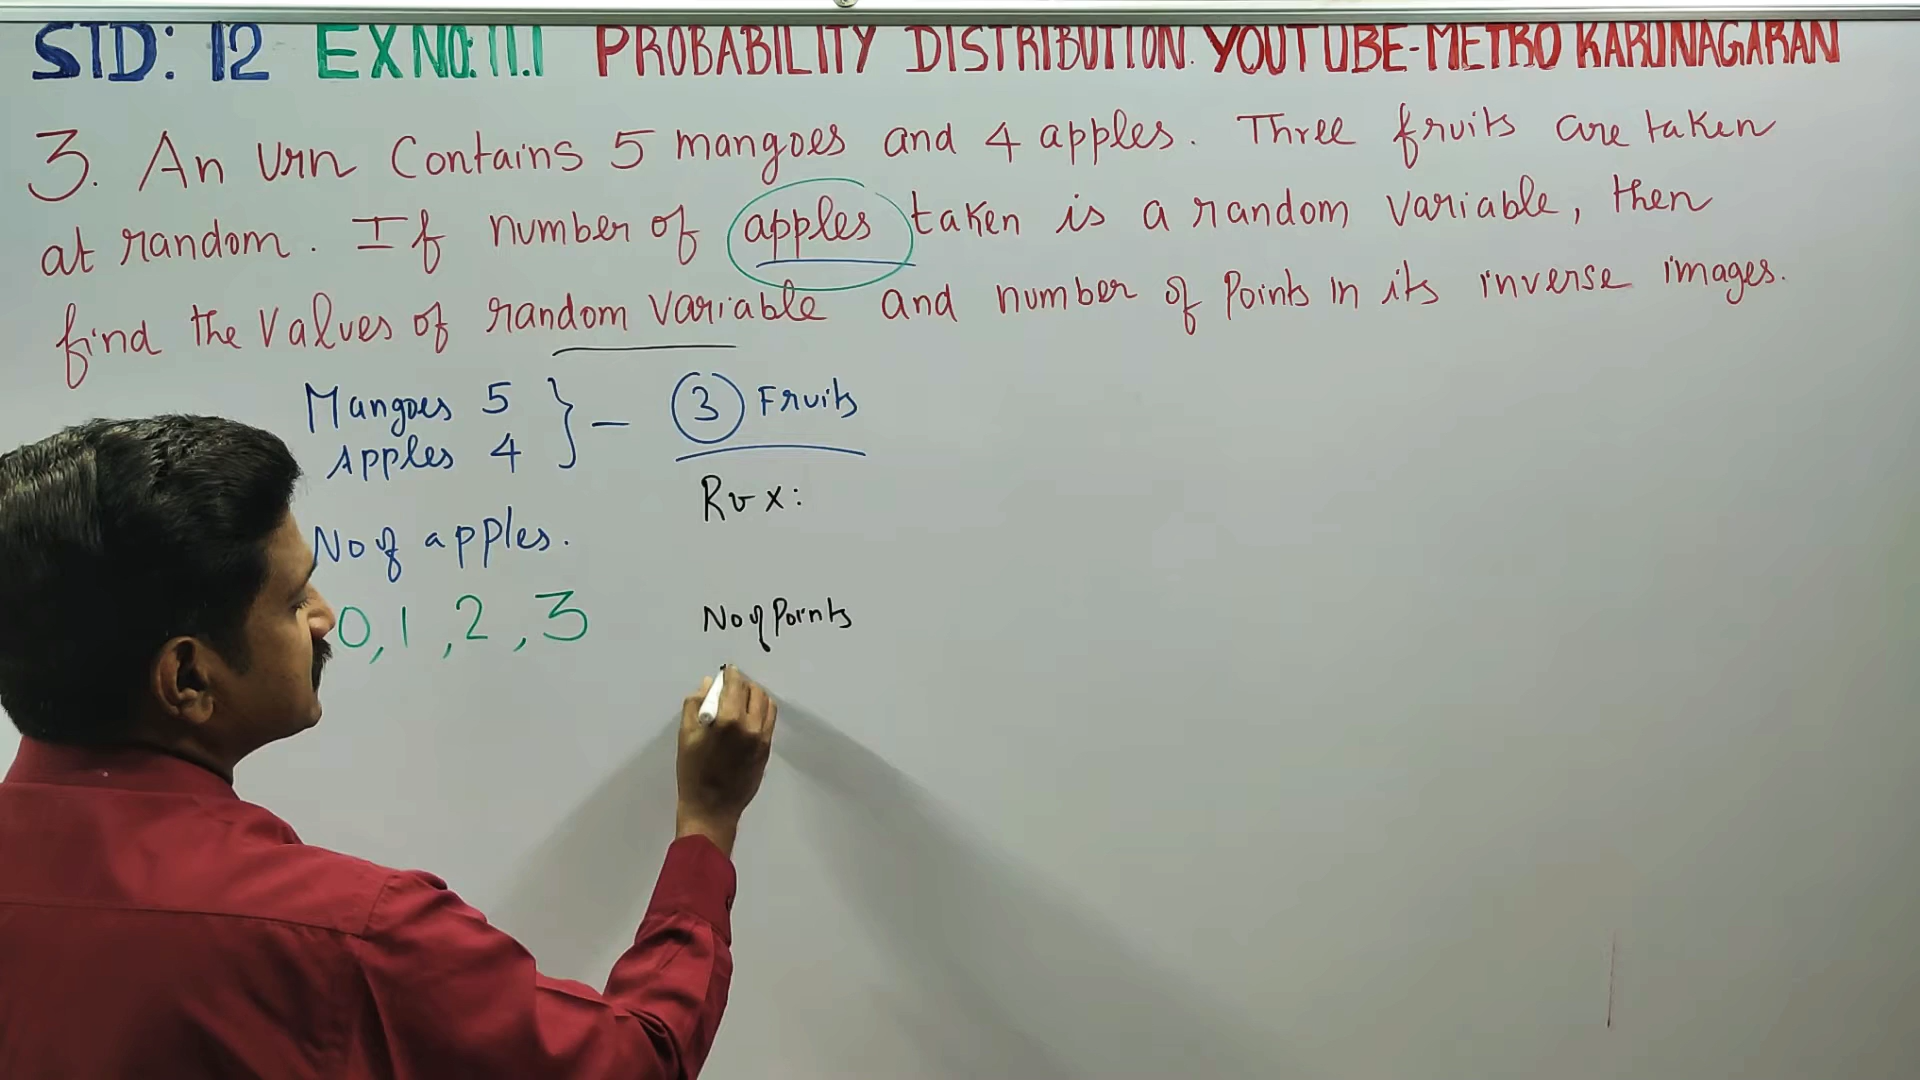 STD: 12 EX NO: 11.1 PROBABILITY DISTRIBUTION. YOUTUBE-METRO KARUNAGARAN
3. An Urn Contains 5 mangoes and 4 apples. Three fruits are taken
at random. If number of apples taken is a random variable, then
find the Values of random variable and number of Points in its inverse images.
Mangoes 5 } - 3 Fruits
Apples 4
Rv X:
No of apples.
0, 1, 2, 3
No of Points